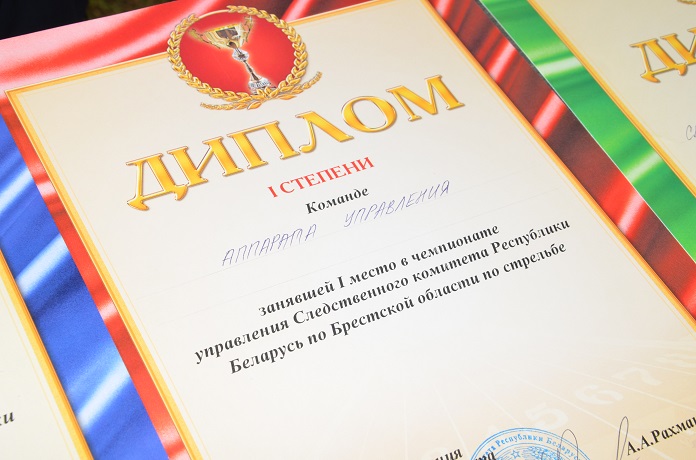 ДИПЛОМ
I СТЕПЕНИ
Команде
АППАРАТА УПРАВЛЕНИЯ
занявшей I место в чемпионате
управления Следственного комитета Республики
Беларусь по Брестской области по стрельбе
А.А.Рахман